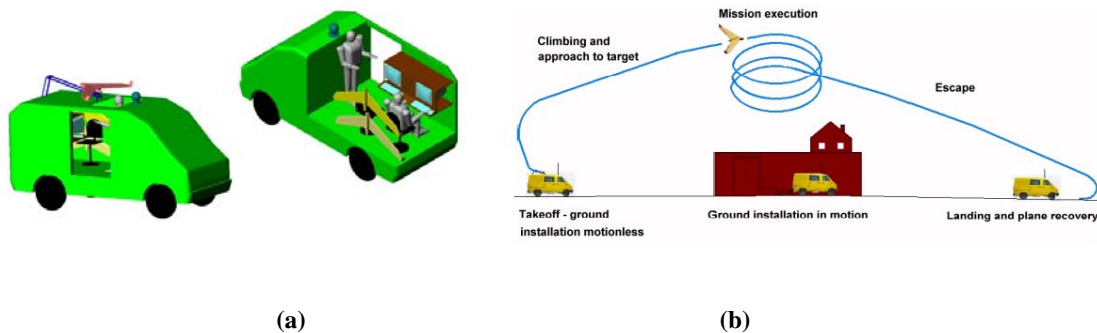 Mission execution
Climbing and
approach to target
Escape
Takeoff - ground
installation motionless
Ground installation in motion
Landing and plane recovery
(a)
(b)